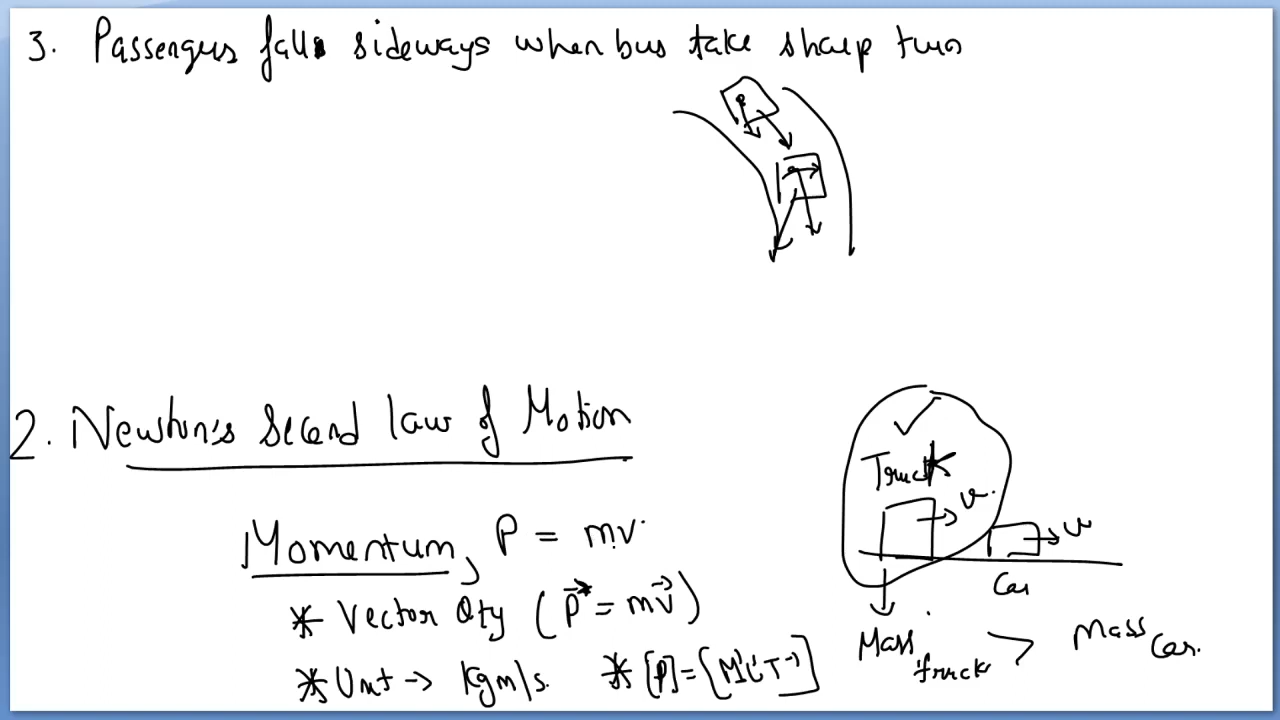 3. Passengers falls sideways when bus take sharp turn
2. Newton's Second law of Motion
Truck
v
v
Car
Momentum, P = mv
* Vector Qty (P⃗ = mv⃗)
* Unit → Kgm/s. * [P] = [M¹L¹T⁻¹]
Mass truck > Mass Car.